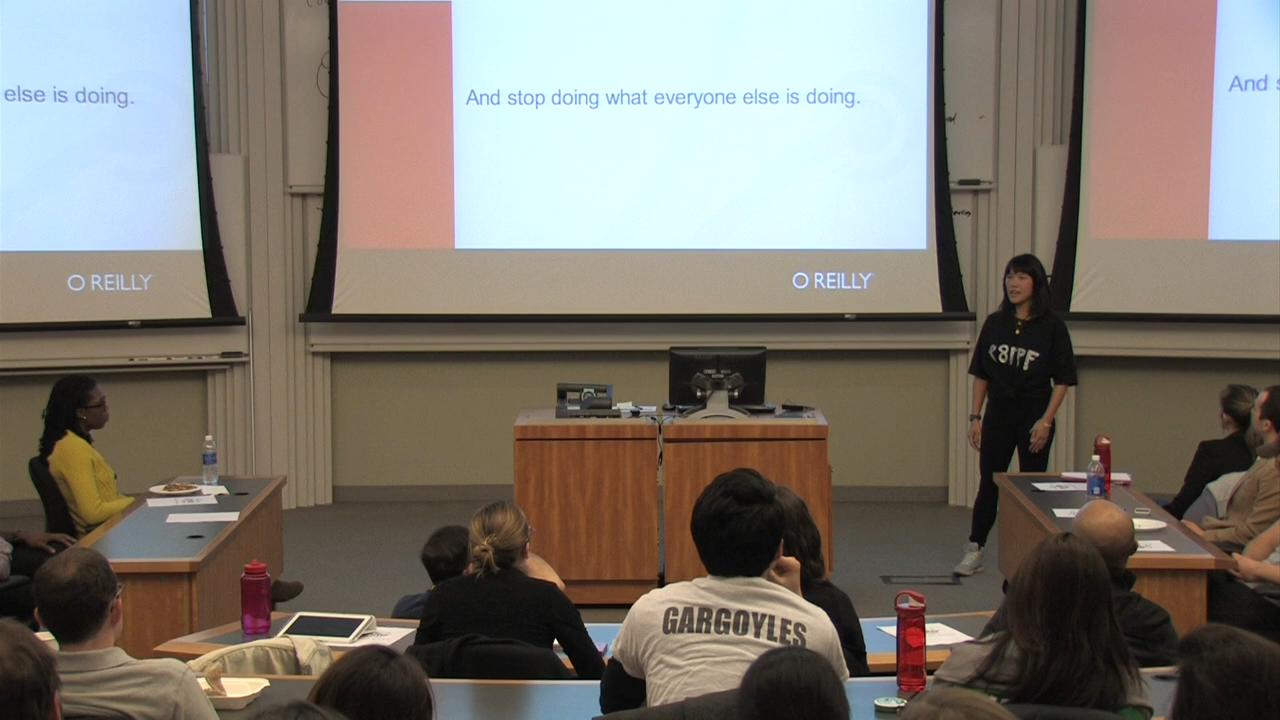 else is doing.
And stop doing what everyone else is doing.
And
O REILLY
O REILLY
GARGOYLES